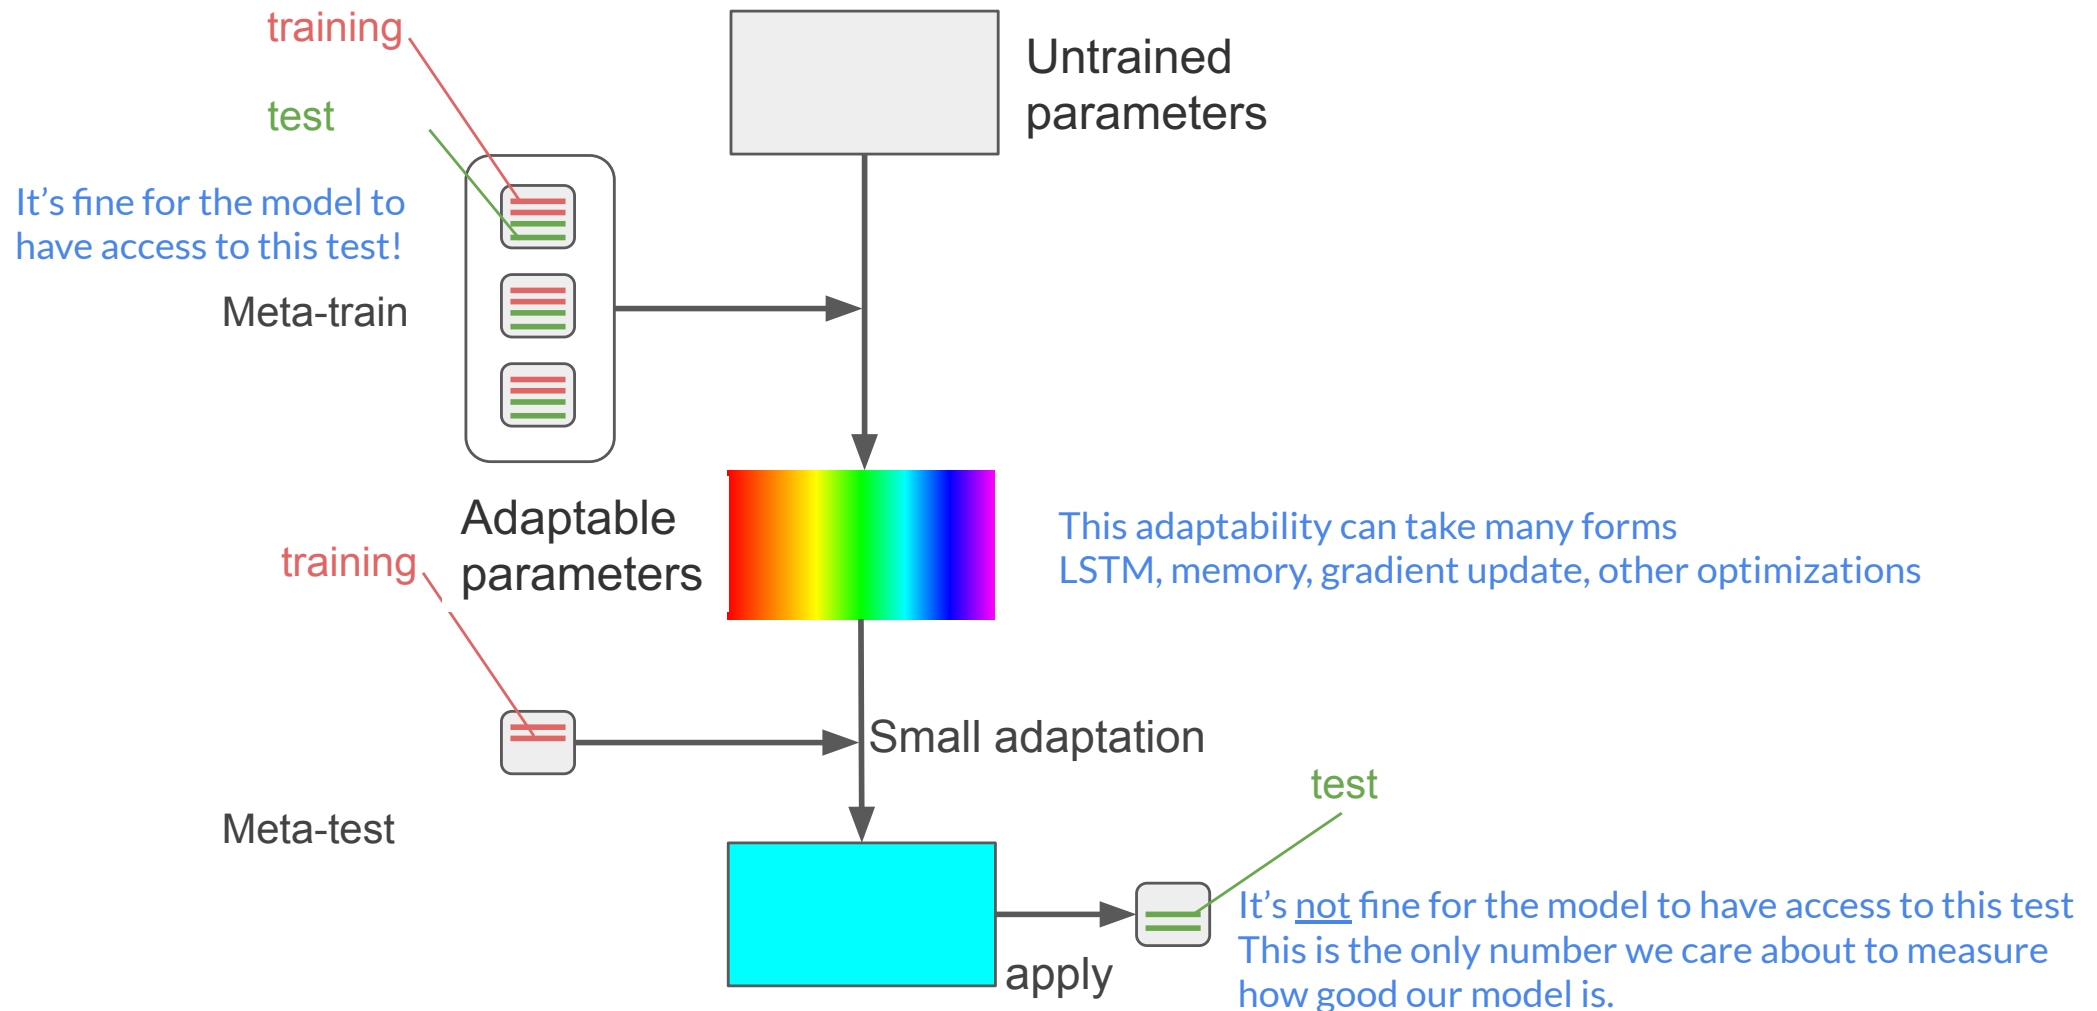 training
Untrained
parameters
test
It's fine for the model to
have access to this test!
Meta-train
Adaptable
parameters
training
This adaptability can take many forms
LSTM, memory, gradient update, other optimizations
Small adaptation
Meta-test
test
It's not fine for the model to have access to this test
This is the only number we care about to measure
how good our model is.
apply